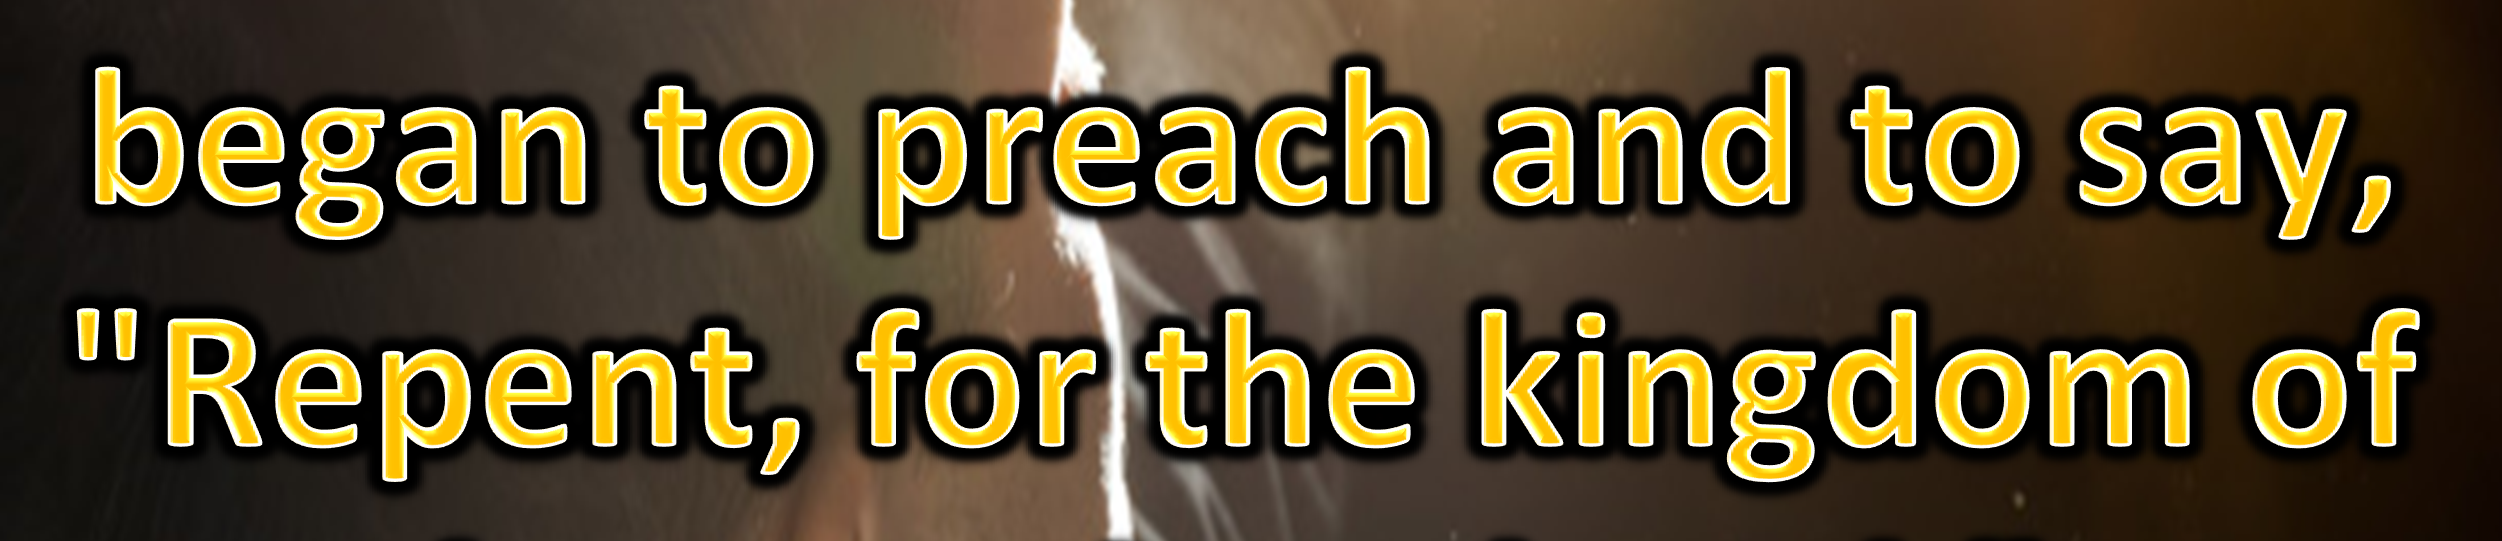 began to preach and to say,
"Repent, for the kingdom of